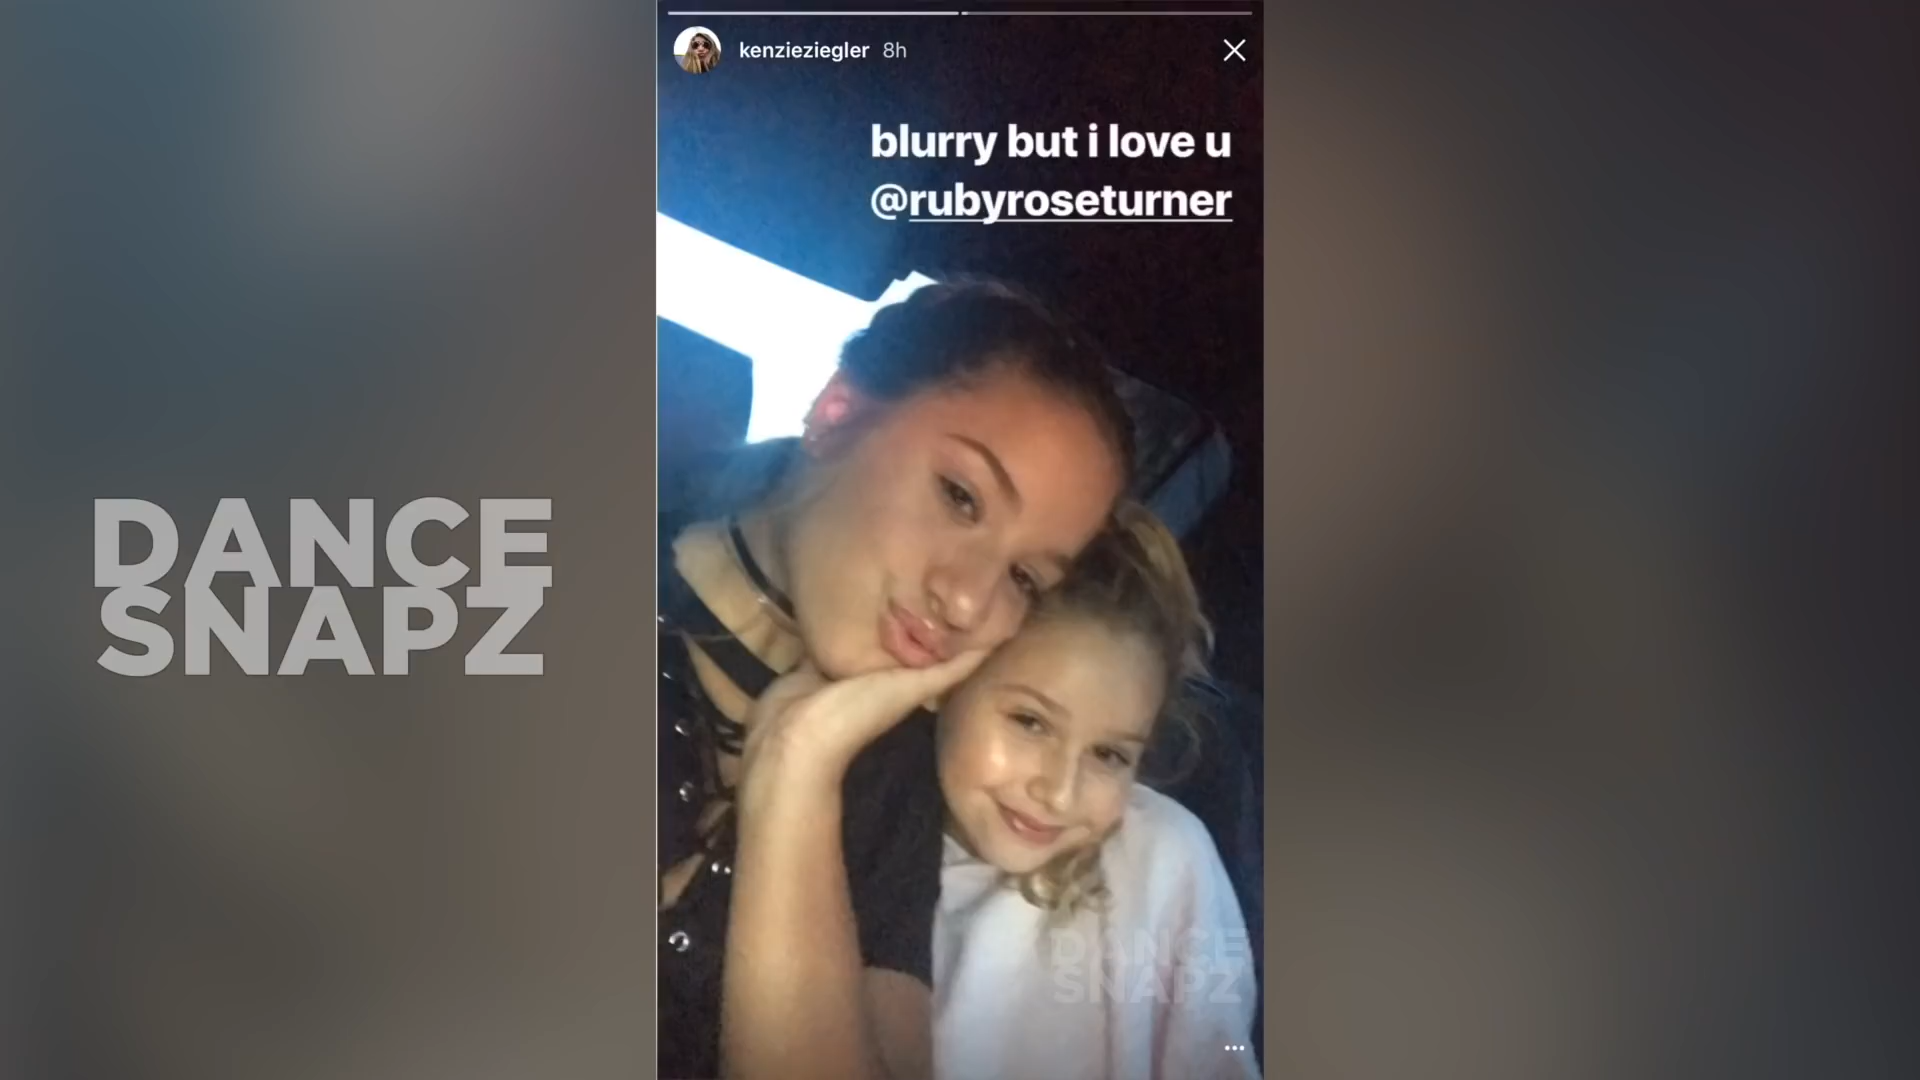 kenzieziegler 8h
blurry but i love u
@rubyroseturner
DANCE
SNAPZ
DANCE
SNAPZ